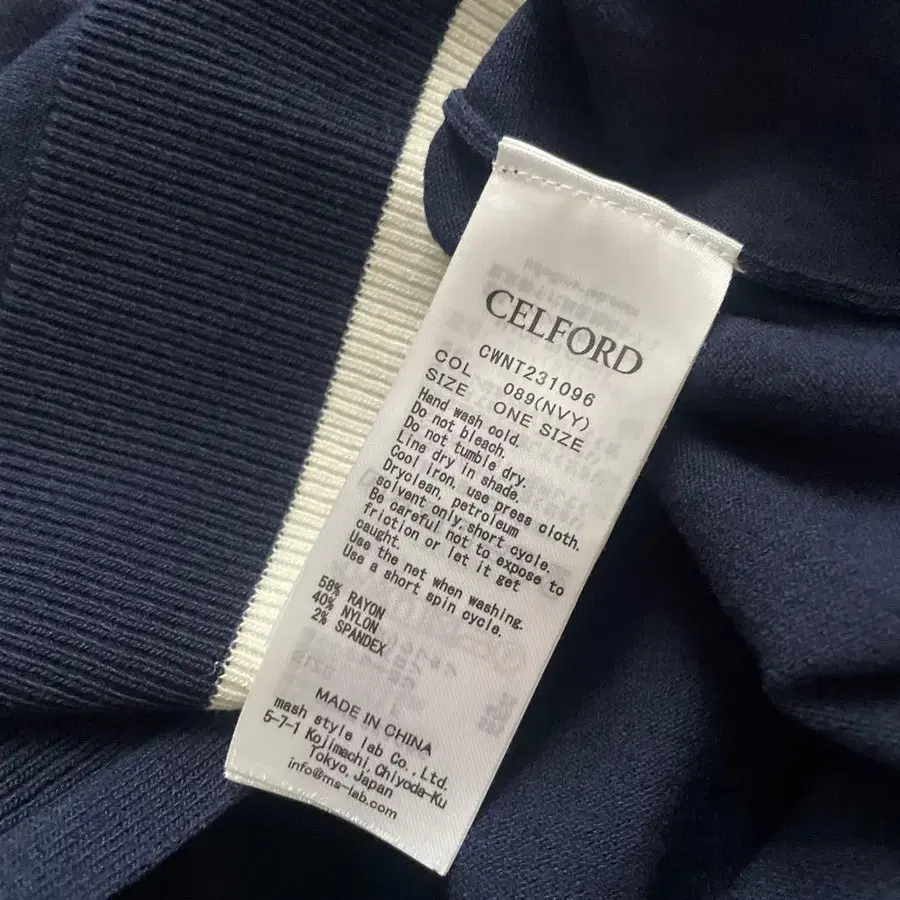 CELFORD
CWNT231096
COL 089(NVY)
SIZE ONE SIZE
Hand wash cold.
Do not bleach.
Do not tumble dry.
Line dry in shade.
Cool iron, use press cloth.
Dryclean, petroleum
solvent only,short cycle.
Be careful not to expose to
friction or let it get
caught.
Use the net when washing.
Use a short spin cycle.
58% RAYON
40% NYLON
2% SPANDEX
MADE IN CHINA
mash style lab Co.,Ltd.
5-7-1 Kojimachi,Chiyoda-Ku
Tokyo,Japan
info@ms-lab.com